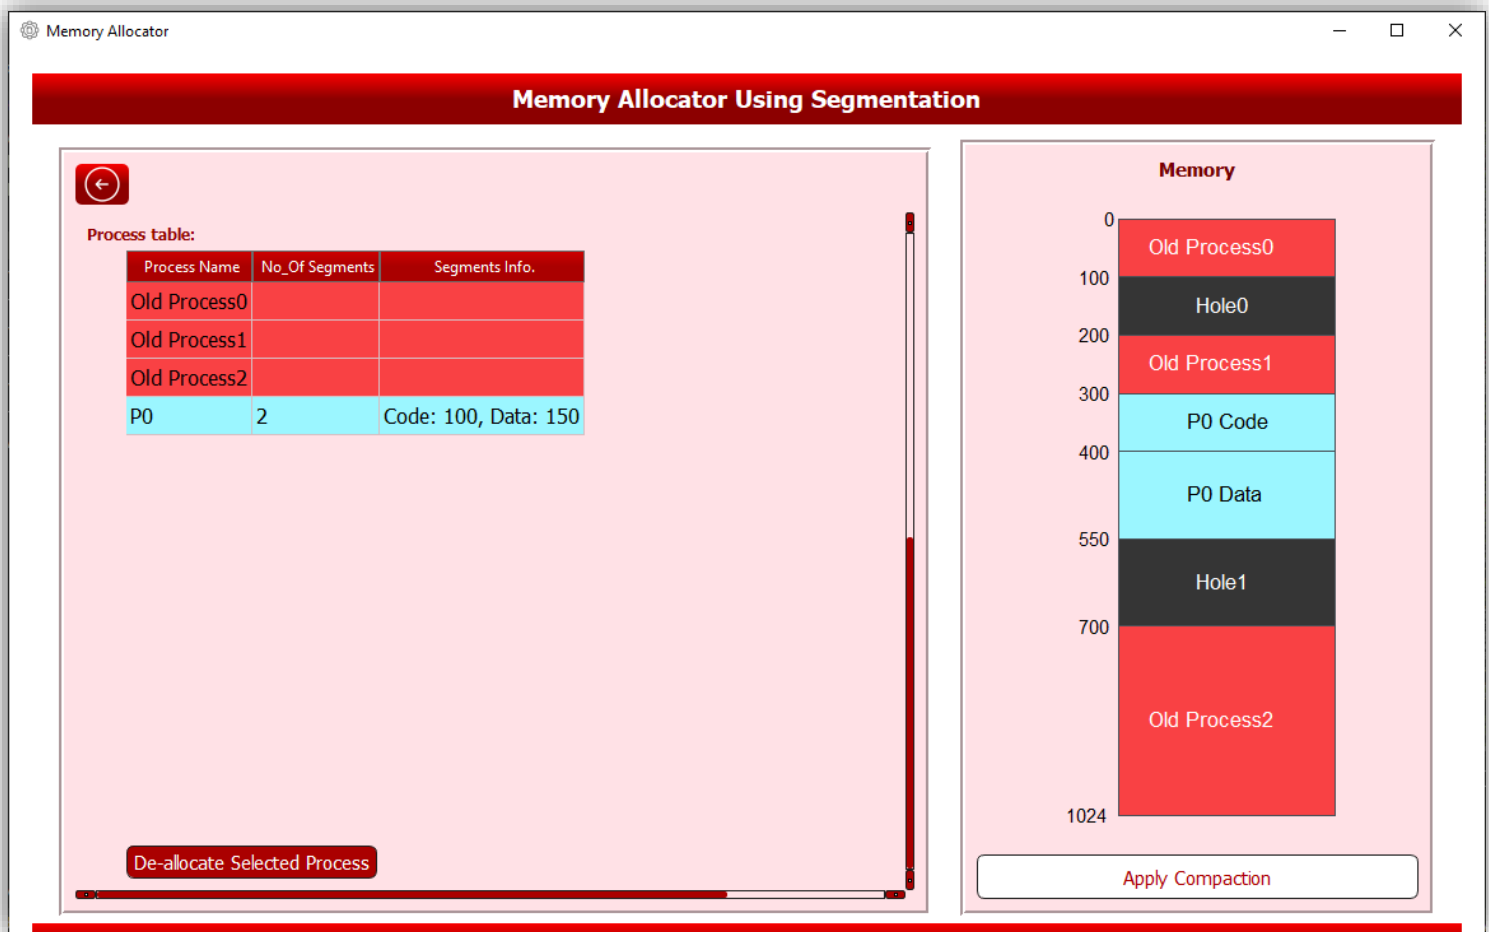 Memory Allocator
Memory Allocator Using Segmentation
Process table:
Process Name No_Of Segments Segments Info.
Old Process0
Old Process1
Old Process2
P0 2 Code: 100, Data: 150
De-allocate Selected Process
Memory
0
Old Process0
100
Hole0
200
Old Process1
300
P0 Code
400
P0 Data
550
Hole1
700
Old Process2
1024
Apply Compaction